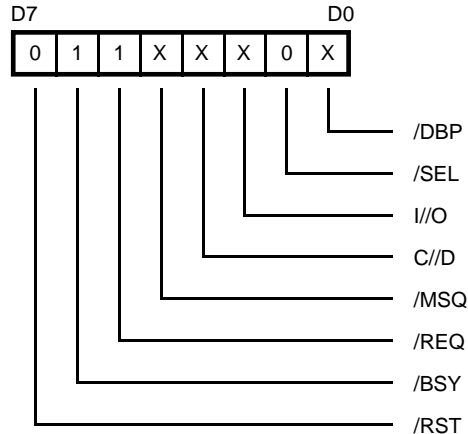 D7 D0
0 1 1 X X X 0 X
/DBP
/SEL
I//O
C//D
/MSQ
/REQ
/BSY
/RST